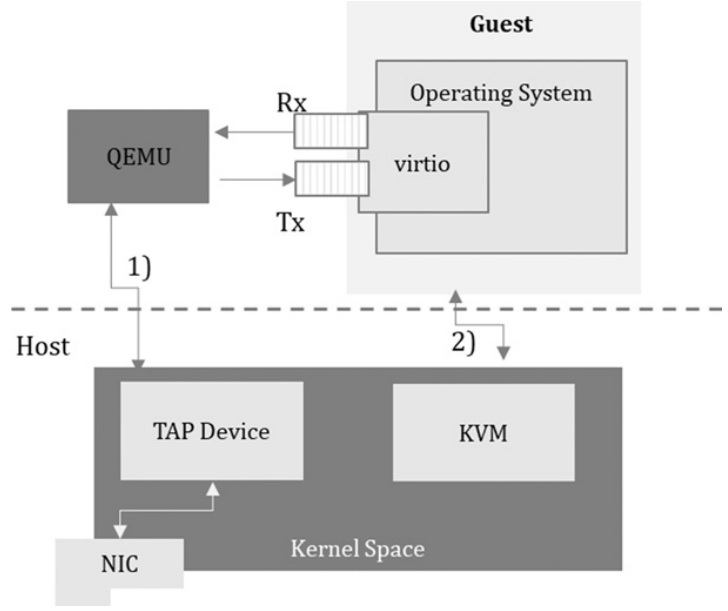 Guest
Operating System
Rx
QEMU
virtio
Tx
1)
2)
Host
TAP Device
KVM
Kernel Space
NIC